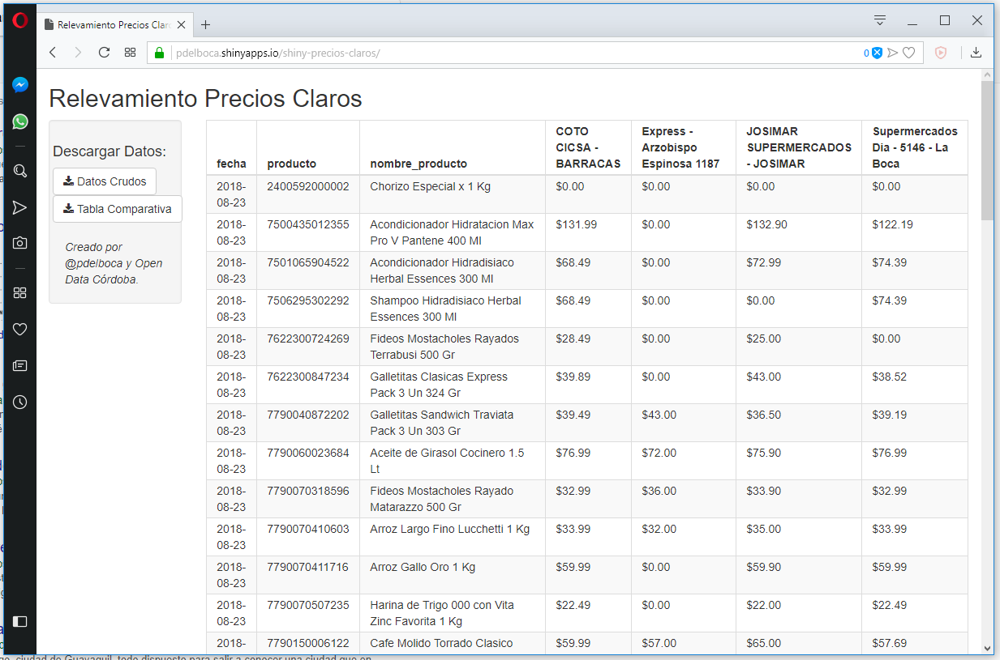 Relevamiento Precios Clar
0
pdelboca.shinyapps.io/shiny-precios-claros/
Relevamiento Precios Claros
Descargar Datos:
Datos Crudos
Tabla Comparativa
Creado por
@pdelboca y Open
Data Córdoba.
fecha producto nombre_producto COTO CICSA - BARRACAS Express - Arzobispo Espinosa 1187 JOSIMAR SUPERMERCADOS - JOSIMAR Supermercados Dia - 5146 - La Boca
2018-08-23 2400592000002 Chorizo Especial x 1 Kg $0.00 $0.00 $0.00 $0.00
2018-08-23 7500435012355 Acondicionador Hidratacion Max Pro V Pantene 400 Ml $131.99 $0.00 $132.90 $122.19
2018-08-23 7501065904522 Acondicionador Hidradisiaco Herbal Essences 300 Ml $68.49 $0.00 $72.99 $74.39
2018-08-23 7506295302292 Shampoo Hidradisiaco Herbal Essences 300 Ml $68.49 $0.00 $0.00 $74.39
2018-08-23 7622300724269 Fideos Mostacholes Rayados Terrabusi 500 Gr $28.49 $0.00 $25.00 $0.00
2018-08-23 7622300847234 Galletitas Clasicas Express Pack 3 Un 324 Gr $39.89 $0.00 $43.00 $38.52
2018-08-23 7790040872202 Galletitas Sandwich Traviata Pack 3 Un 303 Gr $39.49 $43.00 $36.50 $39.19
2018-08-23 7790060023684 Aceite de Girasol Cocinero 1.5 Lt $76.99 $72.00 $75.90 $76.99
2018-08-23 7790070318596 Fideos Mostacholes Rayado Matarazzo 500 Gr $32.99 $36.00 $33.90 $32.99
2018-08-23 7790070410603 Arroz Largo Fino Lucchetti 1 Kg $33.99 $32.00 $35.00 $33.99
2018-08-23 7790070411716 Arroz Gallo Oro 1 Kg $59.99 $0.00 $59.90 $59.99
2018-08-23 7790070507235 Harina de Trigo 000 con Vita Zinc Favorita 1 Kg $22.49 $0.00 $22.00 $22.49
2018- 7790150006122 Cafe Molido Torrado Clasico $59.99 $57.00 $65.00 $57.69